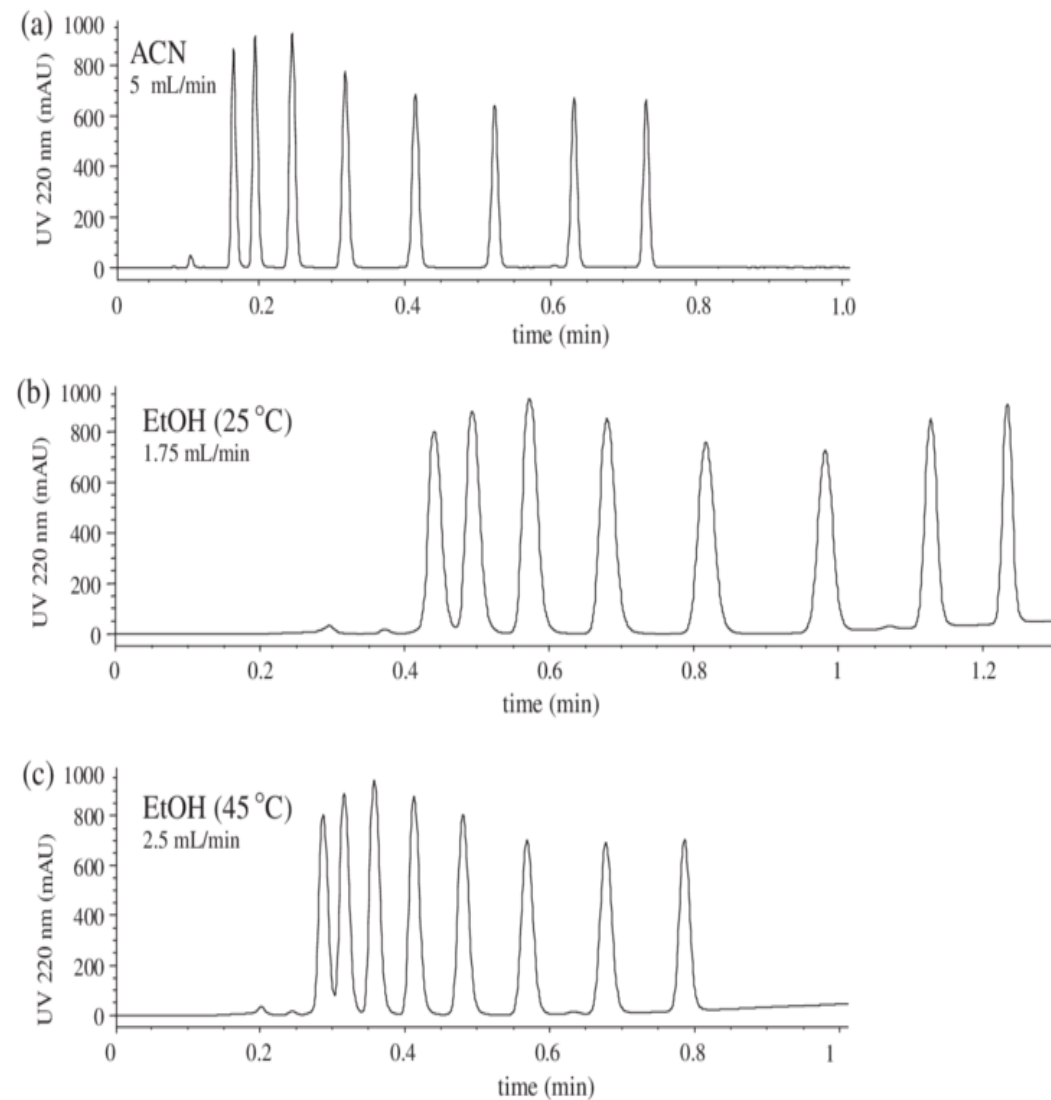 (a)
ACN
5 mL/min
UV 220 nm (mAU)
1000
800
600
400
200
0
0 0.2 0.4 0.6 0.8 1.0
time (min)
(b)
EtOH (25 °C)
1.75 mL/min
UV 220 nm (mAU)
1000
800
600
400
200
0
0 0.2 0.4 0.6 0.8 1 1.2
time (min)
(c)
EtOH (45 °C)
2.5 mL/min
UV 220 nm (mAU)
1000
800
600
400
200
0
0 0.2 0.4 0.6 0.8 1
time (min)